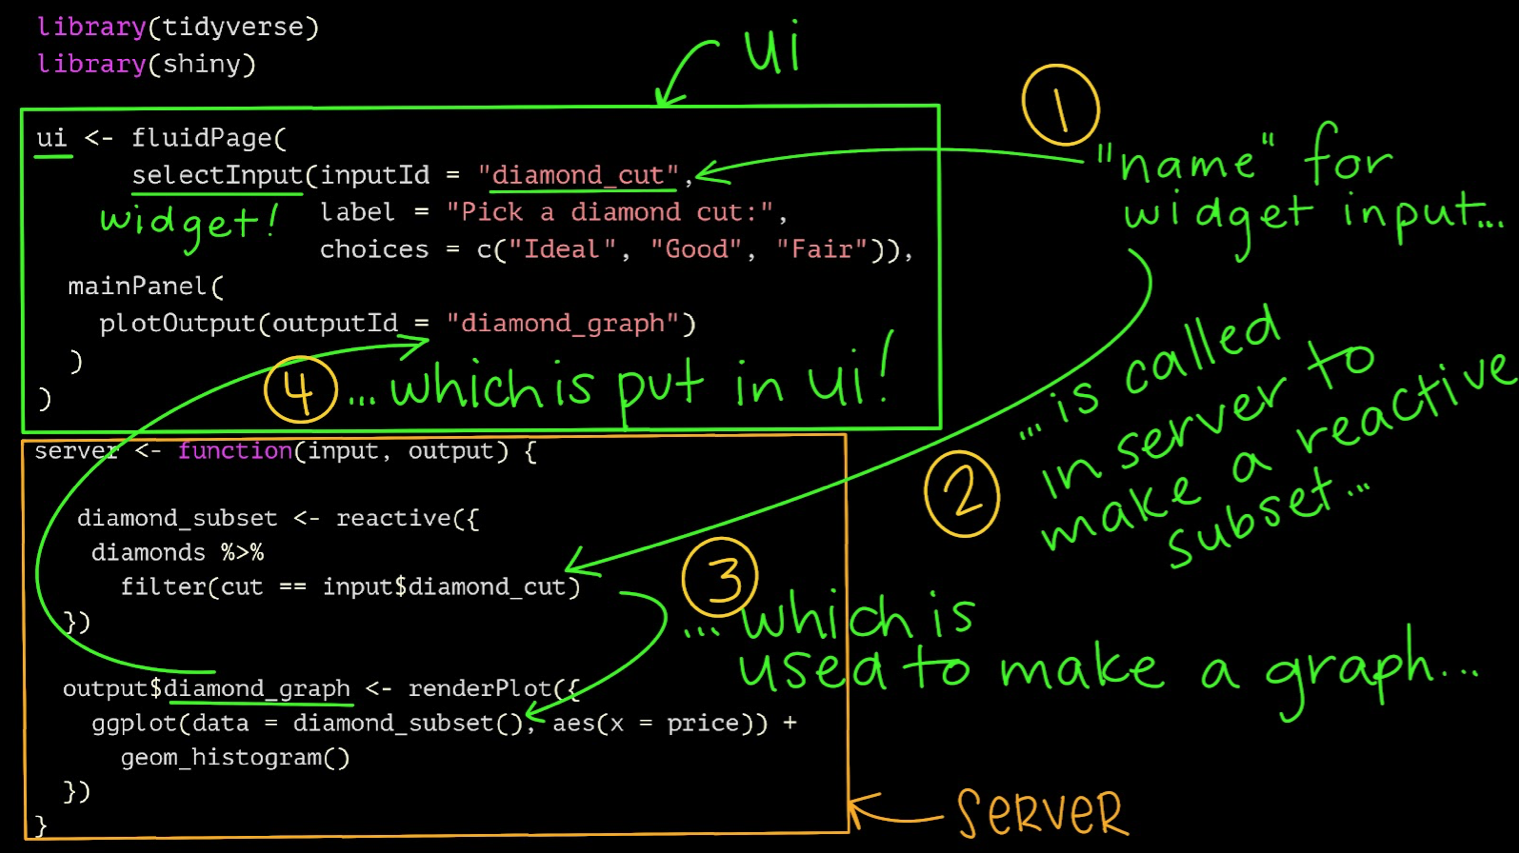 library(tidyverse)
library(shiny)
ui
ui <- fluidPage(
selectInput(inputId = "diamond_cut",
widget!
label = "Pick a diamond cut:",
choices = c("Ideal", "Good", "Fair")),
mainPanel(
plotOutput(outputId = "diamond_graph")
)
)
1
"name" for
widget input...
2
...is called
in server to
make a reactive
subset...
4 ...which is put in ui!
server <- function(input, output) {
diamond_subset <- reactive({
diamonds %>%
filter(cut == input$diamond_cut)
})
3
...which is
used to make a graph...
output$diamond_graph <- renderPlot({
ggplot(data = diamond_subset(), aes(x = price)) +
geom_histogram()
})
}
SERVER